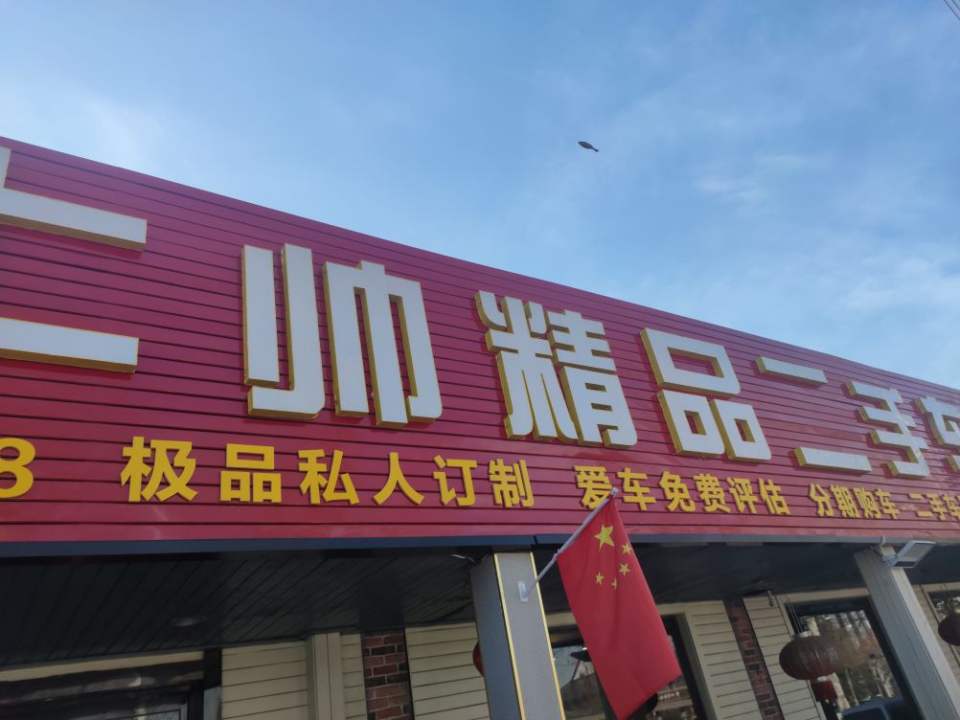 帅 精品二手车
8 极品私人订制 爱车免费评估 分期购车 二手车